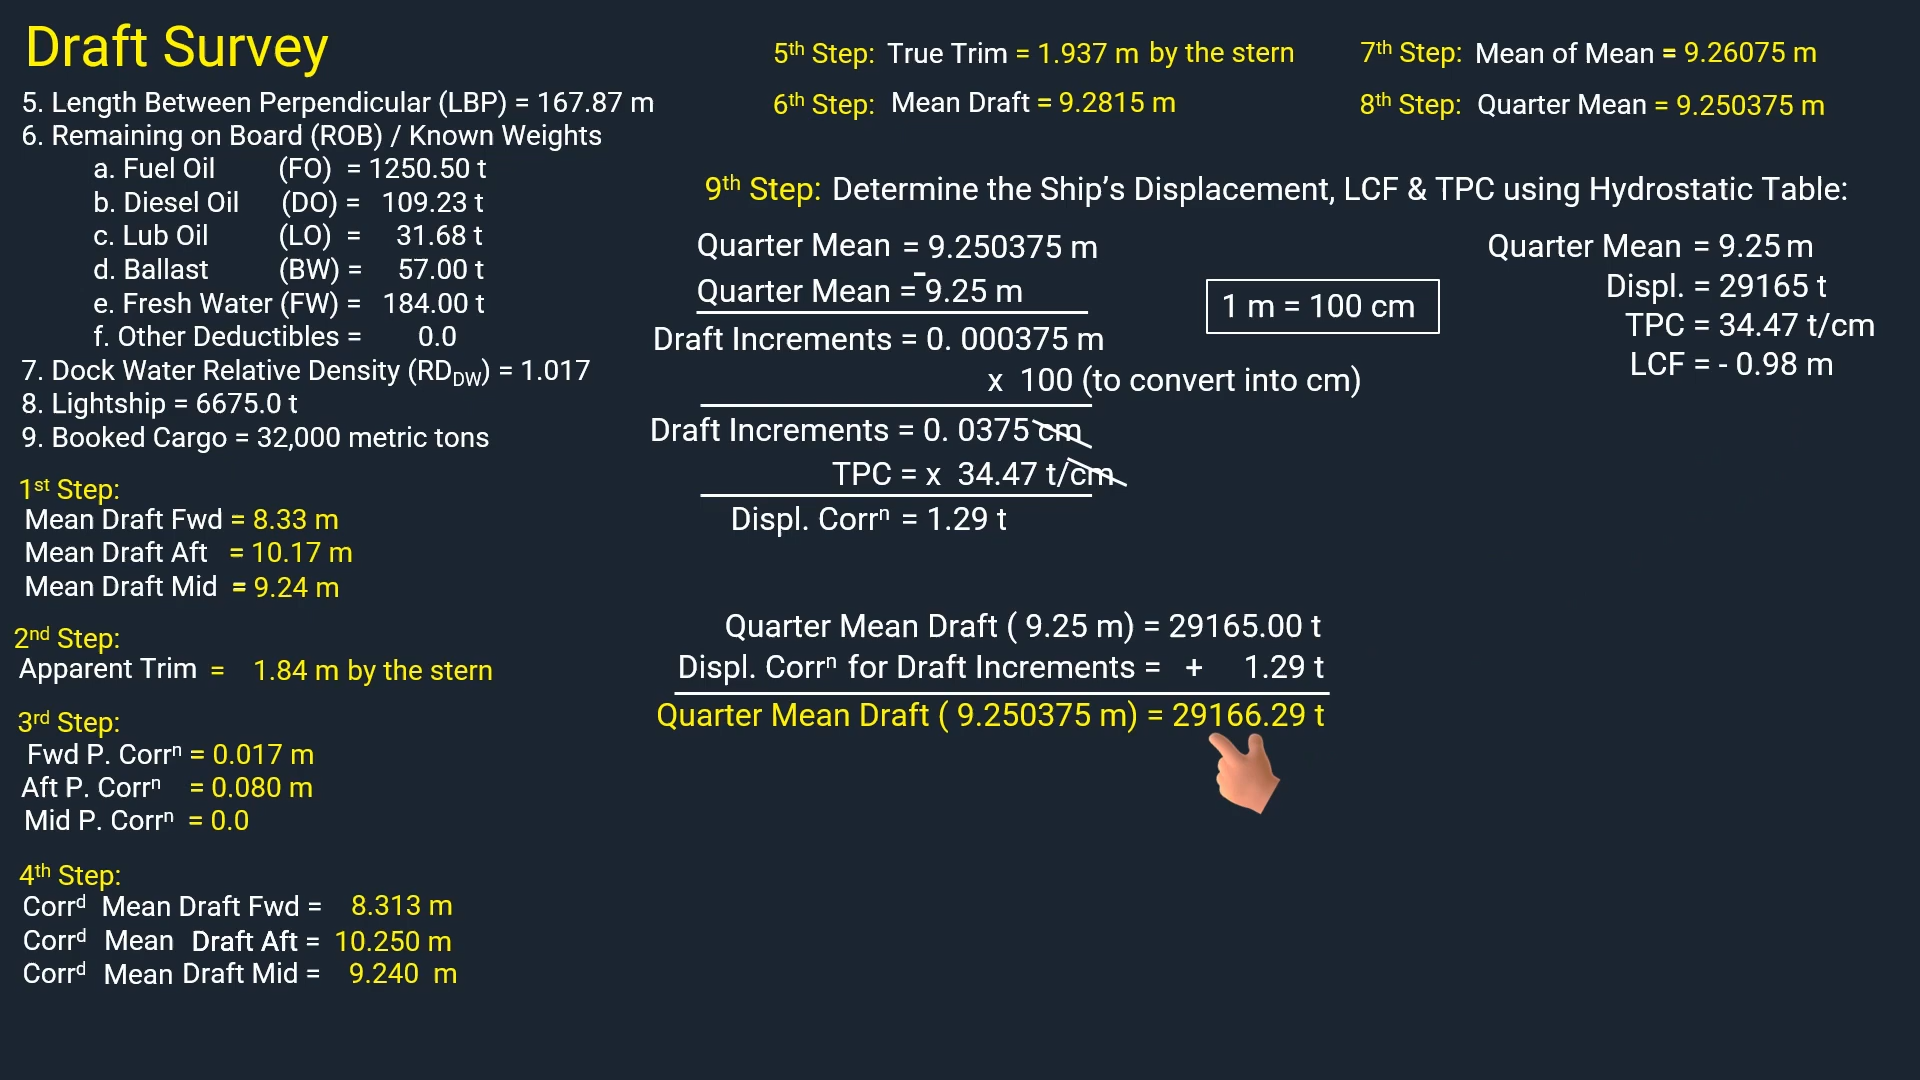 Draft Survey
5. Length Between Perpendicular (LBP) = 167.87 m
6. Remaining on Board (ROB) / Known Weights
a. Fuel Oil (FO) = 1250.50 t
b. Diesel Oil (DO) = 109.23 t
c. Lub Oil (LO) = 31.68 t
d. Ballast (BW) = 57.00 t
e. Fresh Water (FW) = 184.00 t
f. Other Deductibles = 0.0
7. Dock Water Relative Density (RDDW) = 1.017
8. Lightship = 6675.0 t
9. Booked Cargo = 32,000 metric tons
1st Step:
Mean Draft Fwd = 8.33 m
Mean Draft Aft = 10.17 m
Mean Draft Mid = 9.24 m
2nd Step:
Apparent Trim = 1.84 m by the stern
3rd Step:
Fwd P. Corrⁿ = 0.017 m
Aft P. Corrⁿ = 0.080 m
Mid P. Corrⁿ = 0.0
4th Step:
Corrᵈ Mean Draft Fwd = 8.313 m
Corrᵈ Mean Draft Aft = 10.250 m
Corrᵈ Mean Draft Mid = 9.240 m
5th Step: True Trim = 1.937 m by the stern
6th Step: Mean Draft = 9.2815 m
7th Step: Mean of Mean = 9.26075 m
8th Step: Quarter Mean = 9.250375 m
9th Step: Determine the Ship's Displacement, LCF & TPC using Hydrostatic Table:
Quarter Mean = 9.250375 m
Quarter Mean = - 9.25 m
Draft Increments = 0. 000375 m
x 100 (to convert into cm)
Draft Increments = 0. 0375 cm
TPC = x 34.47 t/cm
Displ. Corrⁿ = 1.29 t
1 m = 100 cm
Quarter Mean = 9.25 m
Displ. = 29165 t
TPC = 34.47 t/cm
LCF = - 0.98 m
Quarter Mean Draft ( 9.25 m) = 29165.00 t
Displ. Corrⁿ for Draft Increments = + 1.29 t
Quarter Mean Draft ( 9.250375 m) = 29166.29 t